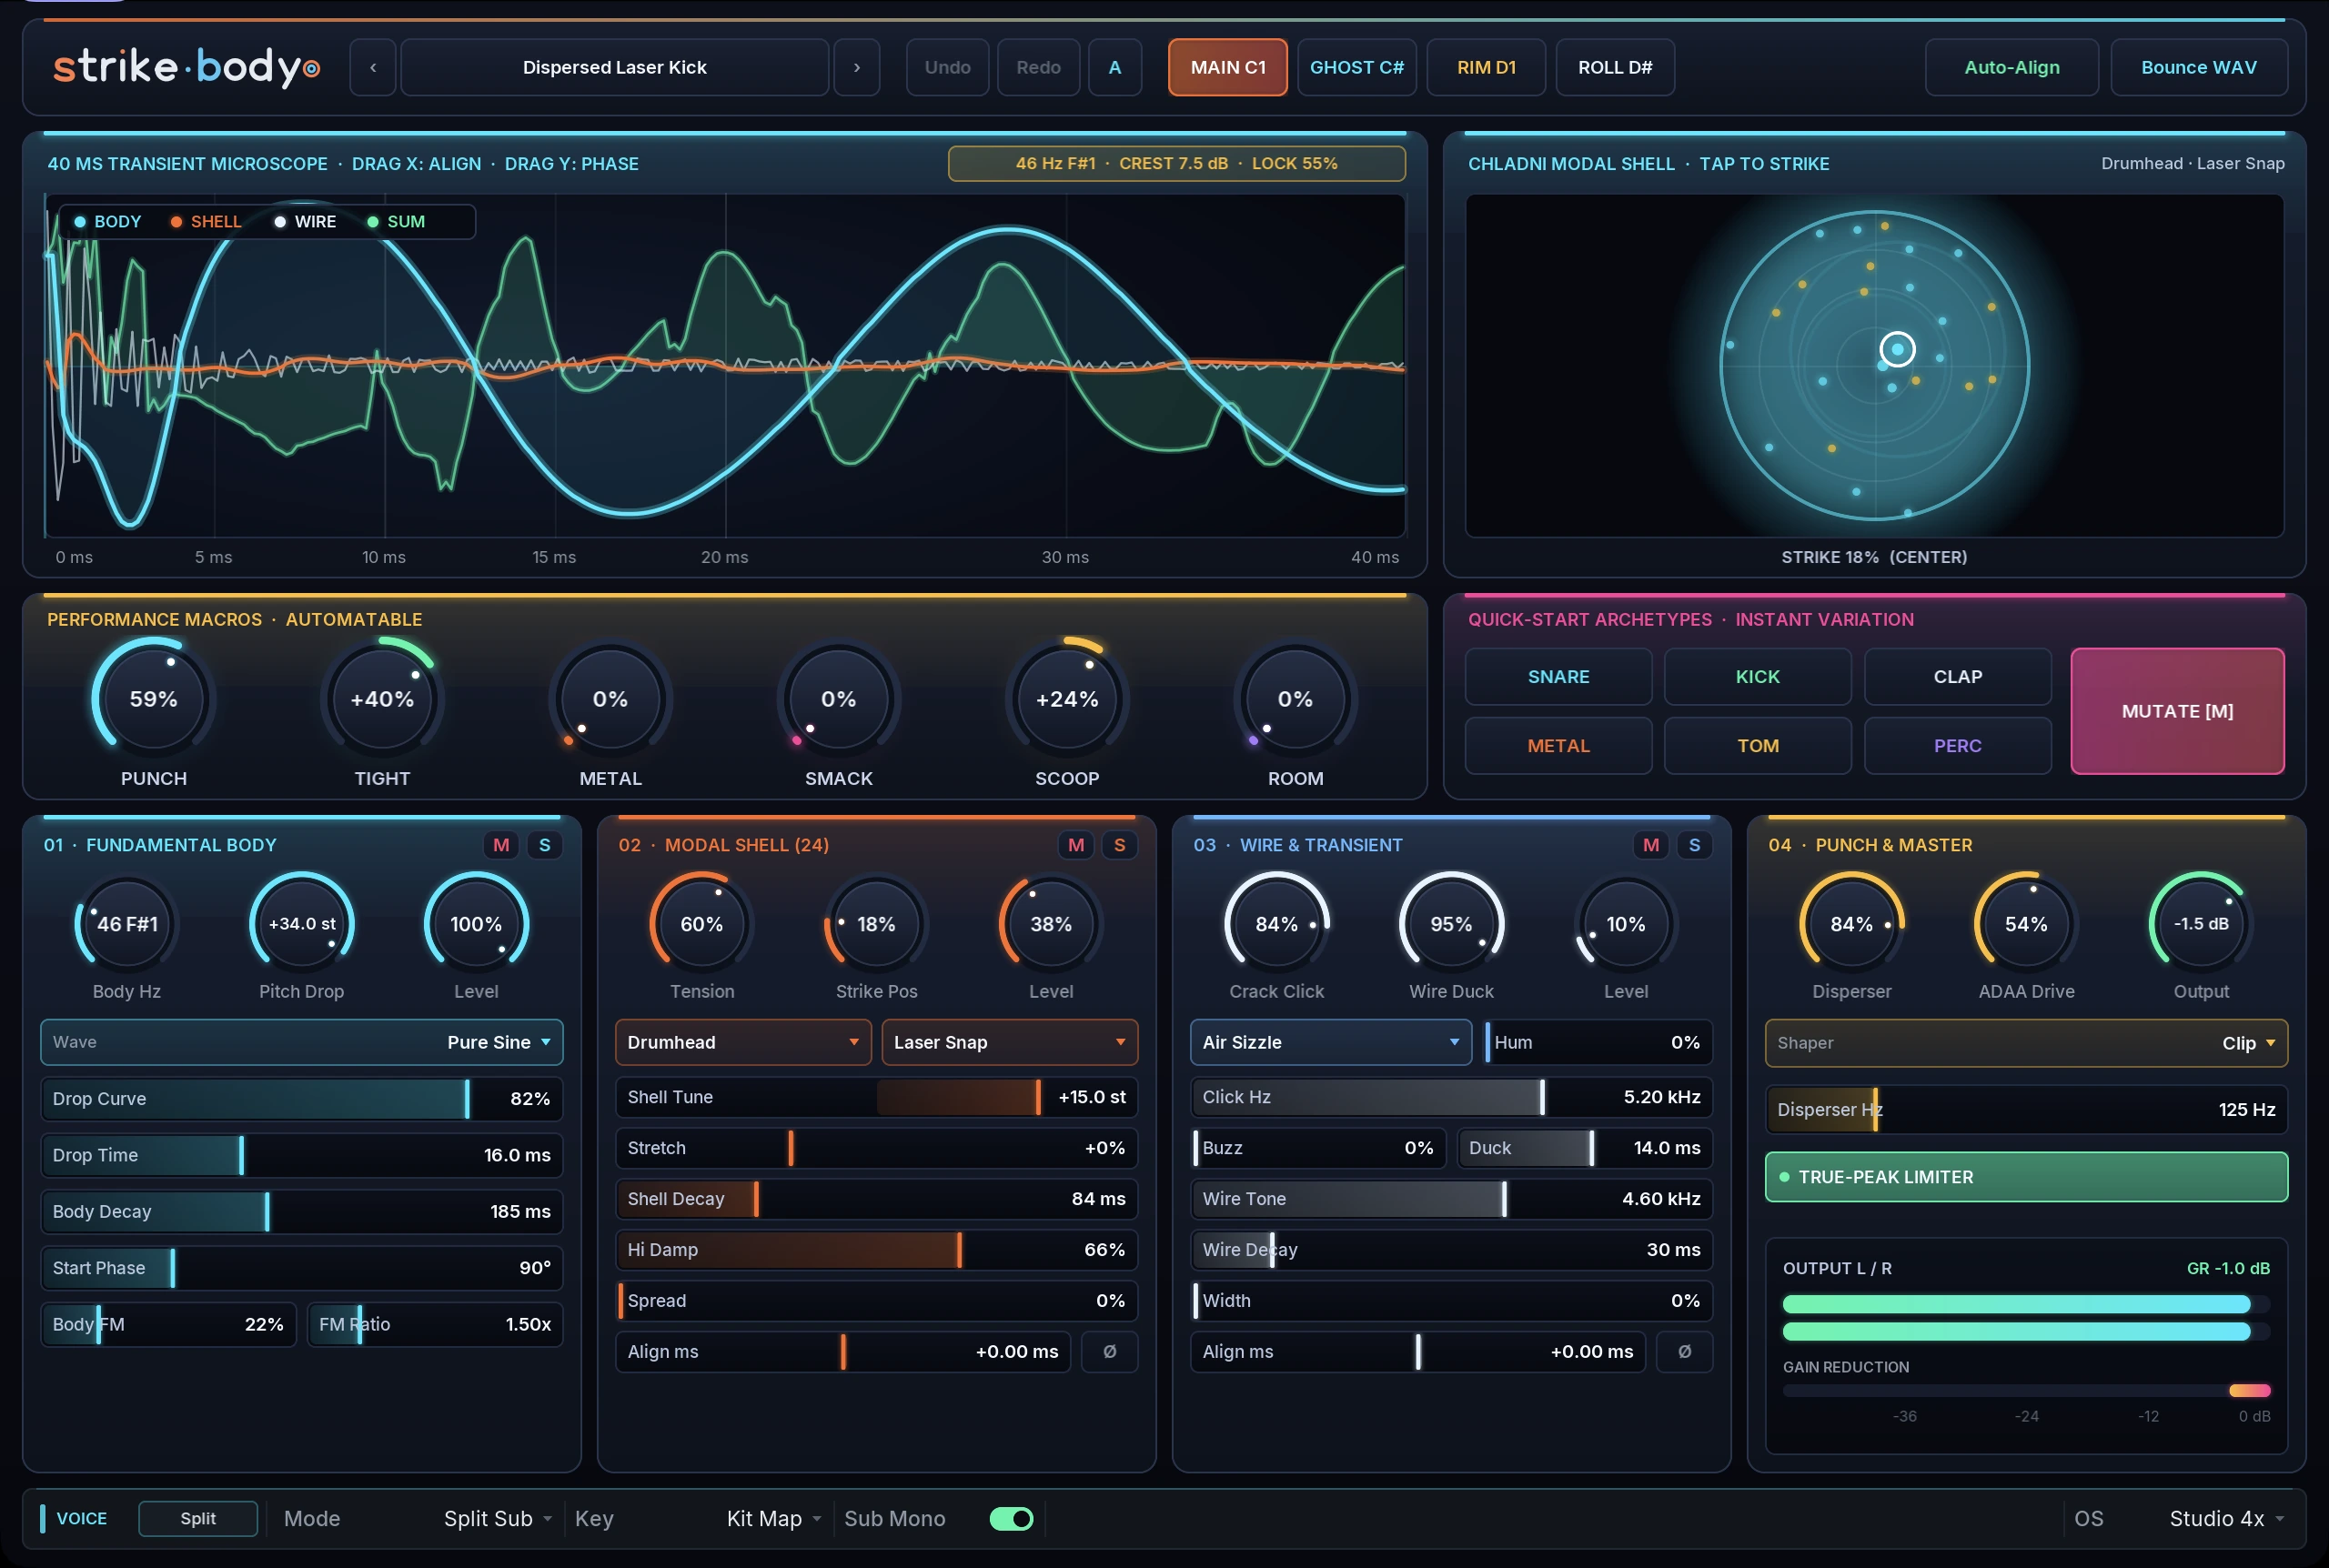 strike·body
‹ Dispersed Laser Kick › Undo Redo A MAIN C1 GHOST C# RIM D1 ROLL D# Auto-Align Bounce WAV
40 MS TRANSIENT MICROSCOPE · DRAG X: ALIGN · DRAG Y: PHASE
46 Hz F#1 · CREST 7.5 dB · LOCK 55%
BODY SHELL WIRE SUM
0 ms 5 ms 10 ms 15 ms 20 ms 30 ms 40 ms
CHLADNI MODAL SHELL · TAP TO STRIKE
Drumhead · Laser Snap
STRIKE 18% (CENTER)
PERFORMANCE MACROS · AUTOMATABLE
59% +40% 0% 0% +24% 0%
PUNCH TIGHT METAL SMACK SCOOP ROOM
QUICK-START ARCHETYPES · INSTANT VARIATION
SNARE KICK CLAP
METAL TOM PERC
MUTATE [M]
01 · FUNDAMENTAL BODY M S
46 F#1 +34.0 st 100%
Body Hz Pitch Drop Level
Wave Pure Sine
Drop Curve 82%
Drop Time 16.0 ms
Body Decay 185 ms
Start Phase 90°
Body FM 22% FM Ratio 1.50x
02 · MODAL SHELL (24) M S
60% 18% 38%
Tension Strike Pos Level
Drumhead Laser Snap
Shell Tune +15.0 st
Stretch +0%
Shell Decay 84 ms
Hi Damp 66%
Spread 0%
Align ms +0.00 ms Ø
03 · WIRE & TRANSIENT M S
84% 95% 10%
Crack Click Wire Duck Level
Air Sizzle Hum 0%
Click Hz 5.20 kHz
Buzz 0% Duck 14.0 ms
Wire Tone 4.60 kHz
Wire Decay 30 ms
Width 0%
Align ms +0.00 ms Ø
04 · PUNCH & MASTER
84% 54% -1.5 dB
Disperser ADAA Drive Output
Shaper Clip
Disperser Hz 125 Hz
TRUE-PEAK LIMITER
OUTPUT L / R GR -1.0 dB
GAIN REDUCTION
-36 -24 -12 0 dB
VOICE Split Mode Split Sub Key Kit Map Sub Mono OS Studio 4x